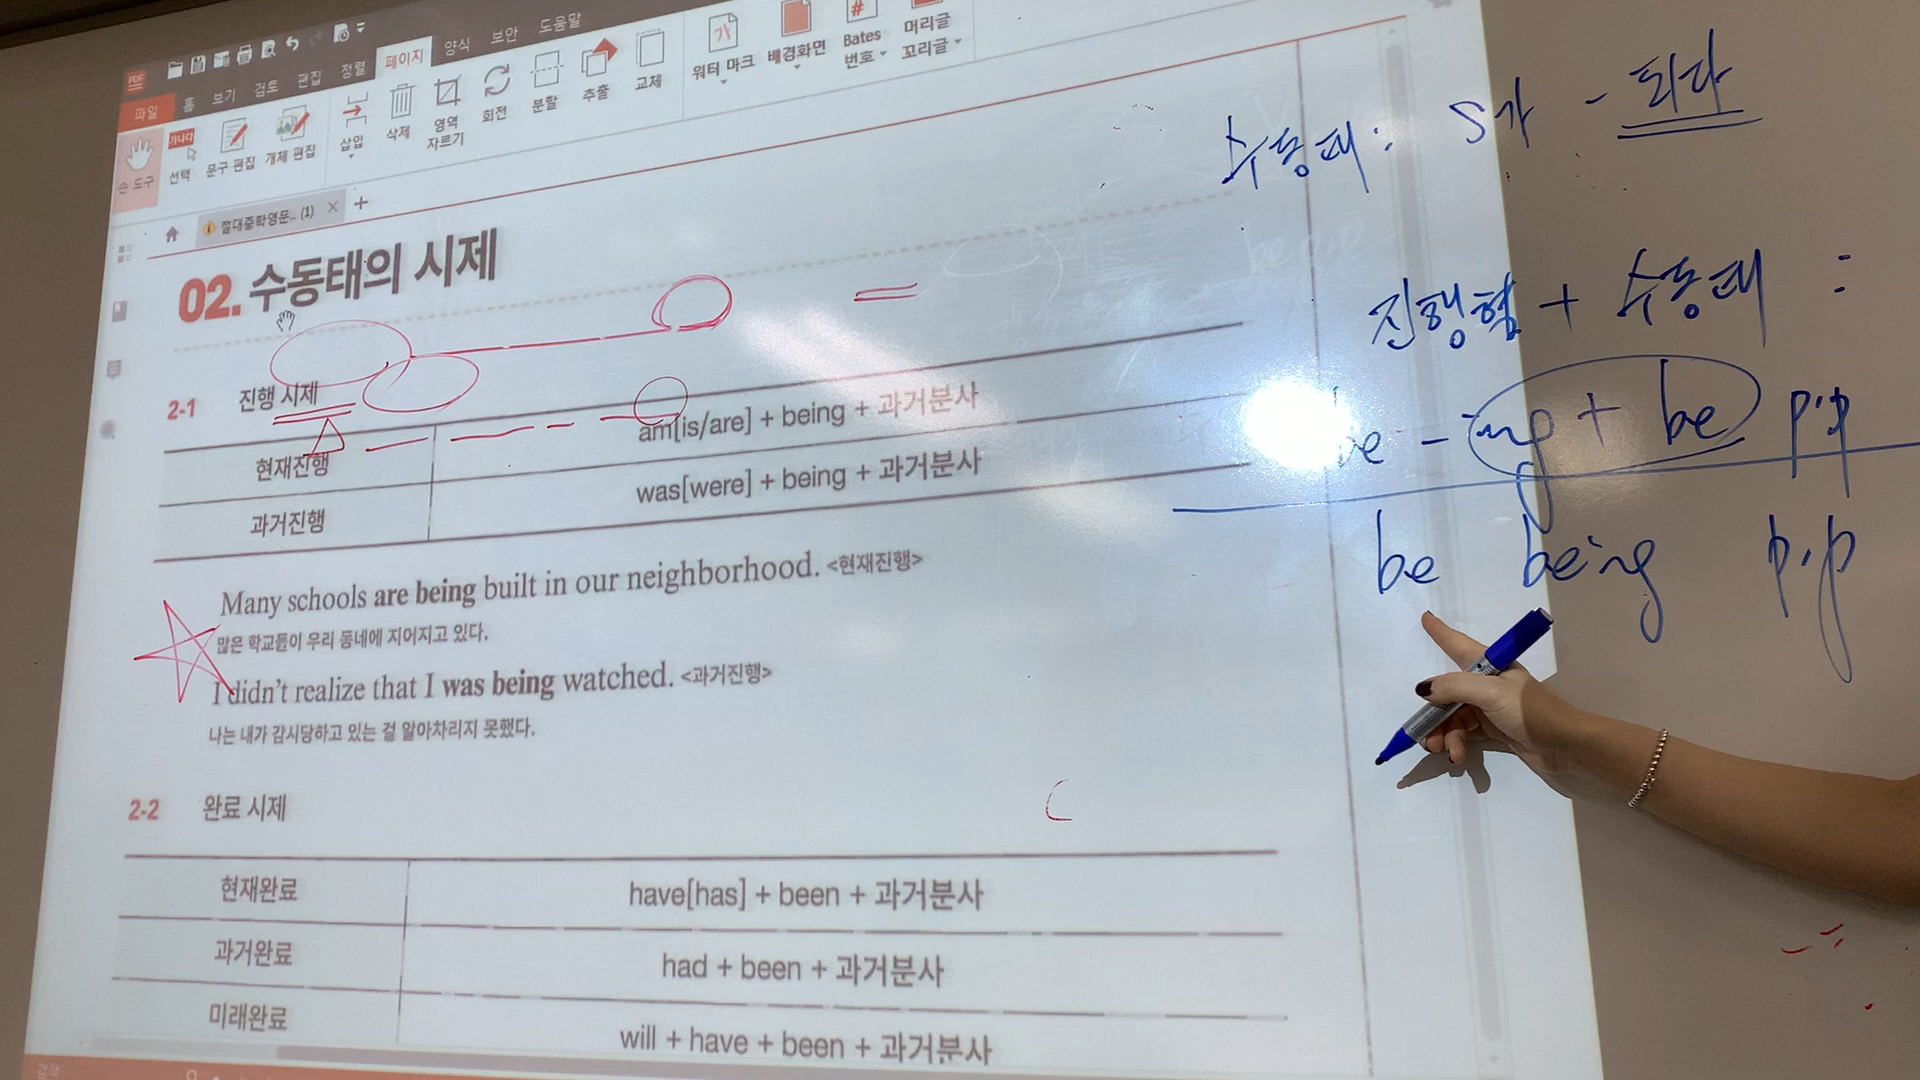 파일 홈 보기 검토 편집 정렬 페이지 양식 보안 도움말
손 도구 선택 문구 편집 개체 편집 삽입 삭제 영역 자르기 회전 분할 추출 교체 워터 마크 배경화면 Bates 번호 머리글 꼬리글
절대중학영문... (1)
02. 수동태의 시제
2-1 진행 시제
현재진행 am[is/are] + being + 과거분사
과거진행 was[were] + being + 과거분사
Many schools are being built in our neighborhood. <현재진행>
많은 학교들이 우리 동네에 지어지고 있다.
I didn't realize that I was being watched. <과거진행>
나는 내가 감시당하고 있는 걸 알아차리지 못했다.
2-2 완료 시제
현재완료 have[has] + been + 과거분사
과거완료 had + been + 과거분사
미래완료 will + have + been + 과거분사
검색
수동태 : S가 - 되다
진행형 + 수동태 :
be -ing + be p.p
be being p.p